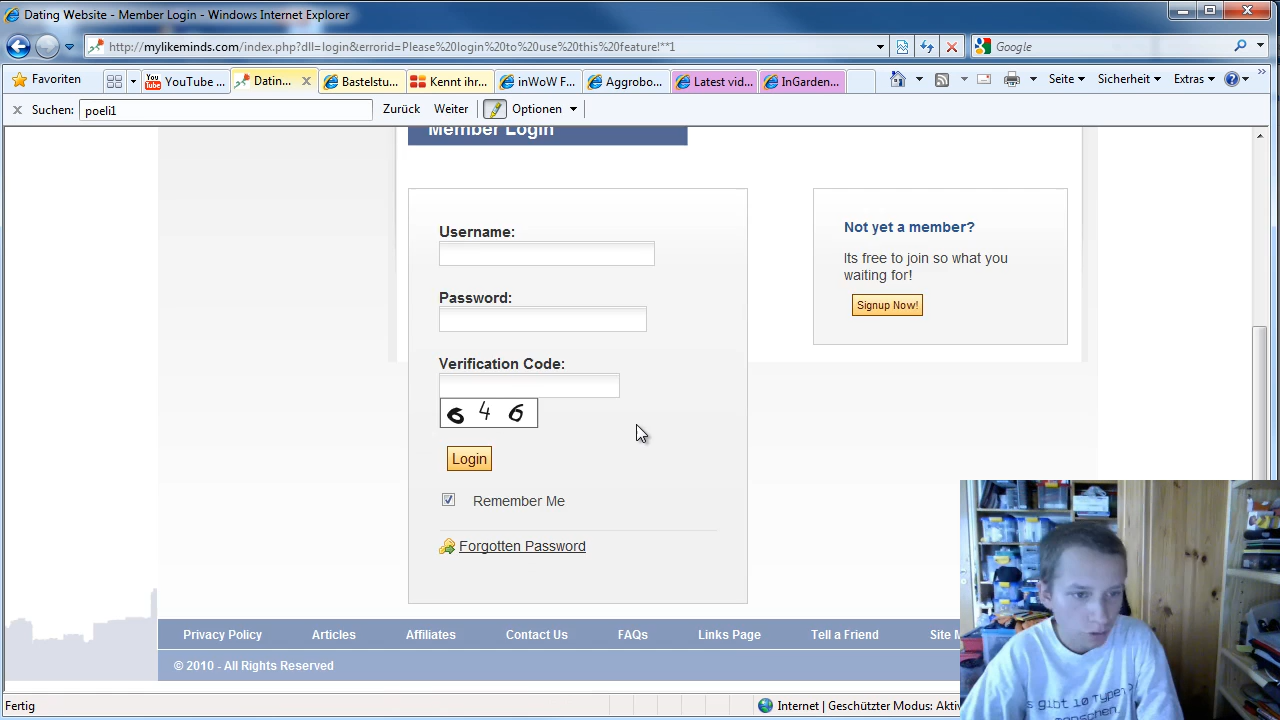 Dating Website - Member Login - Windows Internet Explorer
http://mylikeminds.com/index.php?dll=login&errorid=Please%20login%20to%20use%20this%20feature!**1
Google
Favoriten
YouTube ...
Datin...
Bastelstu...
Kennt ihr...
inWoW F...
Aggrobo...
Latest vid...
InGarden...
Seite
Sicherheit
Extras
Suchen: poeli1 Zurück Weiter Optionen
Member Login
Username:
Password:
Verification Code:
6 4 6
Login
Remember Me
Forgotten Password
Not yet a member?
Its free to join so what you
waiting for!
Signup Now!
Privacy Policy Articles Affiliates Contact Us FAQs Links Page Tell a Friend Site
© 2010 - All Rights Reserved
Fertig Internet | Geschützter Modus:
gibt 10 Typen